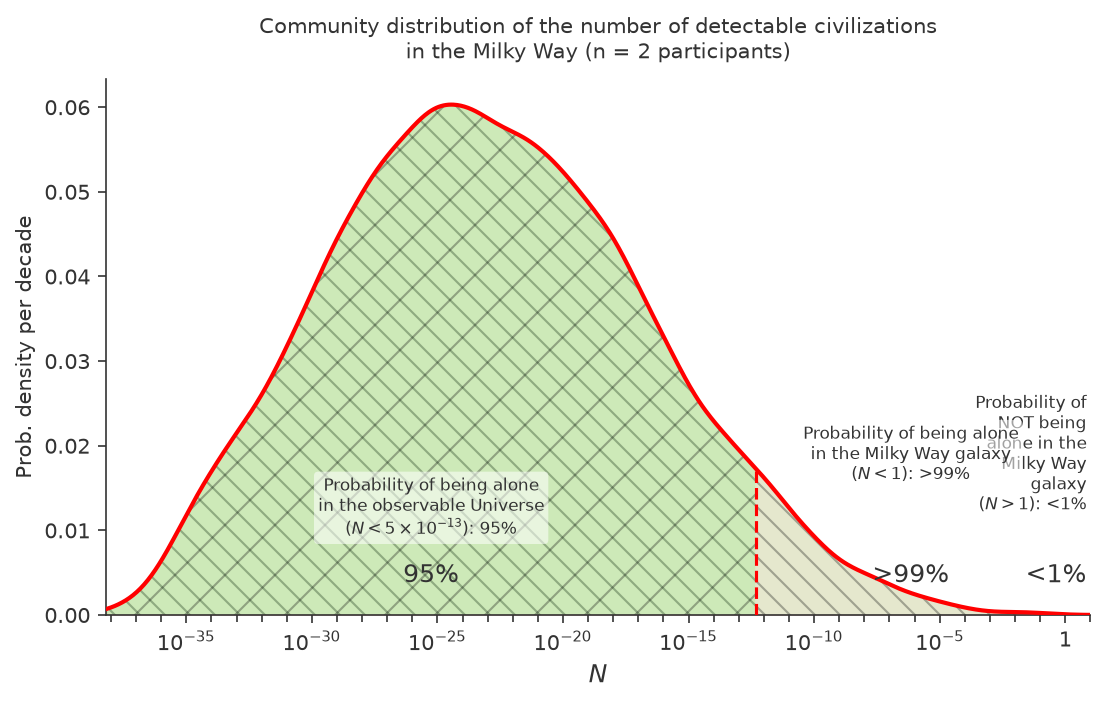 Community distribution of the number of detectable civilizations
in the Milky Way (n = 2 participants)
Prob. density per decade
0.06
0.05
0.04
0.03
0.02
0.01
0.00
Probability of being alone
in the observable Universe
(N < 5 × 10⁻¹³): 95%
95%
Probability of being alone
in the Milky Way galaxy
(N < 1): >99%
>99%
Probability of
NOT being
alone in the
Milky Way
galaxy
(N > 1): <1%
<1%
10⁻³⁵ 10⁻³⁰ 10⁻²⁵ 10⁻²⁰ 10⁻¹⁵ 10⁻¹⁰ 10⁻⁵ 1
N